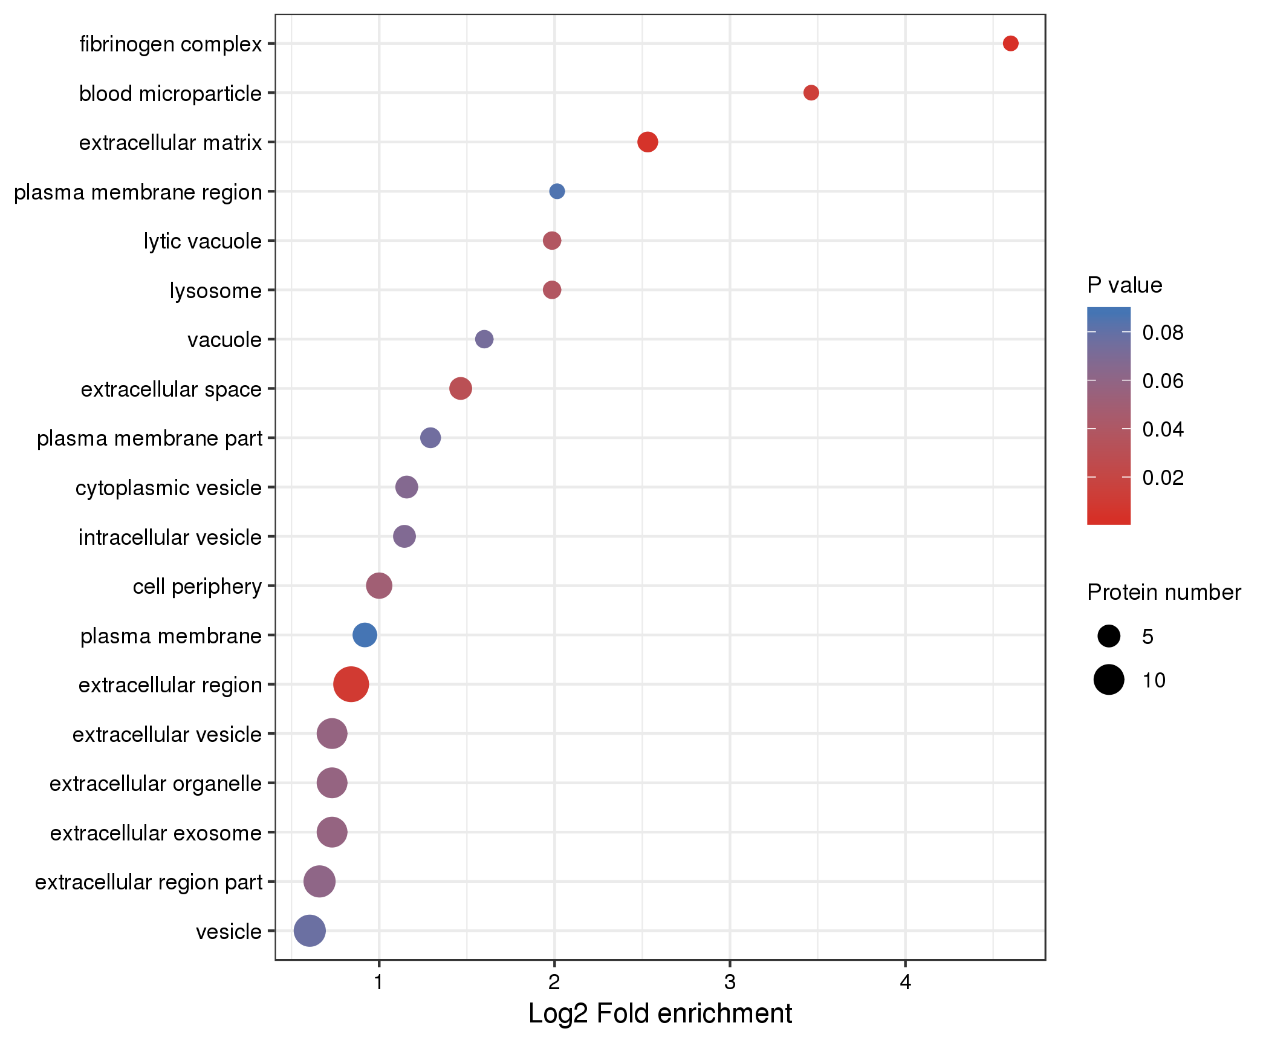 fibrinogen complex
blood microparticle
extracellular matrix
plasma membrane region
lytic vacuole
lysosome
vacuole
extracellular space
plasma membrane part
cytoplasmic vesicle
intracellular vesicle
cell periphery
plasma membrane
extracellular region
extracellular vesicle
extracellular organelle
extracellular exosome
extracellular region part
vesicle
1 2 3 4
Log2 Fold enrichment
P value
0.08
0.06
0.04
0.02
Protein number
5
10